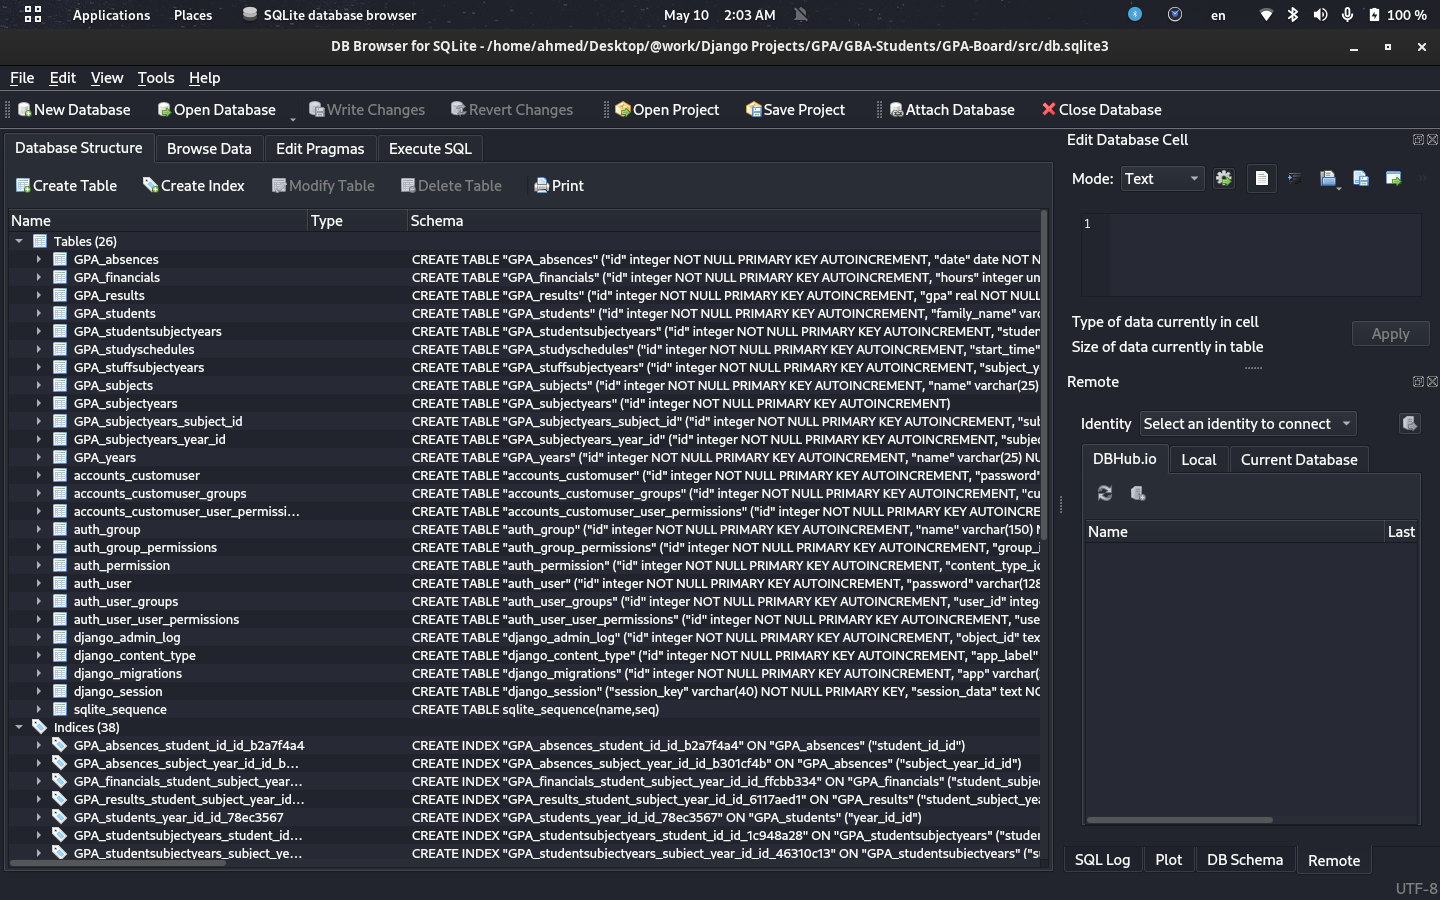 Applications Places SQLite database browser May 10 2:03 AM en 100 %
DB Browser for SQLite - /home/ahmed/Desktop/@work/Django Projects/GPA/GBA-Students/GPA-Board/src/db.sqlite3
File Edit View Tools Help
New Database Open Database Write Changes Revert Changes Open Project Save Project Attach Database Close Database
Database Structure Browse Data Edit Pragmas Execute SQL
Create Table Create Index Modify Table Delete Table Print
Name Type Schema
Tables (26)
GPA_absences CREATE TABLE "GPA_absences" ("id" integer NOT NULL PRIMARY KEY AUTOINCREMENT, "date" date NOT N
GPA_financials CREATE TABLE "GPA_financials" ("id" integer NOT NULL PRIMARY KEY AUTOINCREMENT, "hours" integer un
GPA_results CREATE TABLE "GPA_results" ("id" integer NOT NULL PRIMARY KEY AUTOINCREMENT, "gpa" real NOT NULL
GPA_students CREATE TABLE "GPA_students" ("id" integer NOT NULL PRIMARY KEY AUTOINCREMENT, "family_name" varc
GPA_studentsubjectyears CREATE TABLE "GPA_studentsubjectyears" ("id" integer NOT NULL PRIMARY KEY AUTOINCREMENT, "studen
GPA_studyschedules CREATE TABLE "GPA_studyschedules" ("id" integer NOT NULL PRIMARY KEY AUTOINCREMENT, "start_time"
GPA_stuffsubjectyears CREATE TABLE "GPA_stuffsubjectyears" ("id" integer NOT NULL PRIMARY KEY AUTOINCREMENT, "subject_y
GPA_subjects CREATE TABLE "GPA_subjects" ("id" integer NOT NULL PRIMARY KEY AUTOINCREMENT, "name" varchar(25)
GPA_subjectyears CREATE TABLE "GPA_subjectyears" ("id" integer NOT NULL PRIMARY KEY AUTOINCREMENT)
GPA_subjectyears_subject_id CREATE TABLE "GPA_subjectyears_subject_id" ("id" integer NOT NULL PRIMARY KEY AUTOINCREMENT, "sub
GPA_subjectyears_year_id CREATE TABLE "GPA_subjectyears_year_id" ("id" integer NOT NULL PRIMARY KEY AUTOINCREMENT, "subjec
GPA_years CREATE TABLE "GPA_years" ("id" integer NOT NULL PRIMARY KEY AUTOINCREMENT, "name" varchar(25) NU
accounts_customuser CREATE TABLE "accounts_customuser" ("id" integer NOT NULL PRIMARY KEY AUTOINCREMENT, "password"
accounts_customuser_groups CREATE TABLE "accounts_customuser_groups" ("id" integer NOT NULL PRIMARY KEY AUTOINCREMENT, "cu
accounts_customuser_user_permissi... CREATE TABLE "accounts_customuser_user_permissions" ("id" integer NOT NULL PRIMARY KEY AUTOINCRE
auth_group CREATE TABLE "auth_group" ("id" integer NOT NULL PRIMARY KEY AUTOINCREMENT, "name" varchar(150) N
auth_group_permissions CREATE TABLE "auth_group_permissions" ("id" integer NOT NULL PRIMARY KEY AUTOINCREMENT, "group_i
auth_permission CREATE TABLE "auth_permission" ("id" integer NOT NULL PRIMARY KEY AUTOINCREMENT, "content_type_id
auth_user CREATE TABLE "auth_user" ("id" integer NOT NULL PRIMARY KEY AUTOINCREMENT, "password" varchar(128
auth_user_groups CREATE TABLE "auth_user_groups" ("id" integer NOT NULL PRIMARY KEY AUTOINCREMENT, "user_id" integ
auth_user_user_permissions CREATE TABLE "auth_user_user_permissions" ("id" integer NOT NULL PRIMARY KEY AUTOINCREMENT, "use
django_admin_log CREATE TABLE "django_admin_log" ("id" integer NOT NULL PRIMARY KEY AUTOINCREMENT, "object_id" tex
django_content_type CREATE TABLE "django_content_type" ("id" integer NOT NULL PRIMARY KEY AUTOINCREMENT, "app_label"
django_migrations CREATE TABLE "django_migrations" ("id" integer NOT NULL PRIMARY KEY AUTOINCREMENT, "app" varchar(
django_session CREATE TABLE "django_session" ("session_key" varchar(40) NOT NULL PRIMARY KEY, "session_data" text NO
sqlite_sequence CREATE TABLE sqlite_sequence(name,seq)
Indices (38)
GPA_absences_student_id_id_b2a7f4a4 CREATE INDEX "GPA_absences_student_id_id_b2a7f4a4" ON "GPA_absences" ("student_id_id")
GPA_absences_subject_year_id_id_b... CREATE INDEX "GPA_absences_subject_year_id_id_b301cf4b" ON "GPA_absences" ("subject_year_id_id")
GPA_financials_student_subject_year... CREATE INDEX "GPA_financials_student_subject_year_id_id_ffcbb334" ON "GPA_financials" ("student_subjec
GPA_results_student_subject_year_id... CREATE INDEX "GPA_results_student_subject_year_id_id_6117aed1" ON "GPA_results" ("student_subject_yea
GPA_students_year_id_id_78ec3567 CREATE INDEX "GPA_students_year_id_id_78ec3567" ON "GPA_students" ("year_id_id")
GPA_studentsubjectyears_student_id... CREATE INDEX "GPA_studentsubjectyears_student_id_id_1c948a28" ON "GPA_studentsubjectyears" ("studen
GPA_studentsubjectyears_subject_ye... CREATE INDEX "GPA_studentsubjectyears_subject_year_id_id_46310c13" ON "GPA_studentsubjectyears" ("su
Edit Database Cell
Mode: Text
1
Type of data currently in cell
Size of data currently in table
Apply
Remote
Identity Select an identity to connect
DBHub.io Local Current Database
Name Last
SQL Log Plot DB Schema Remote
UTF-8